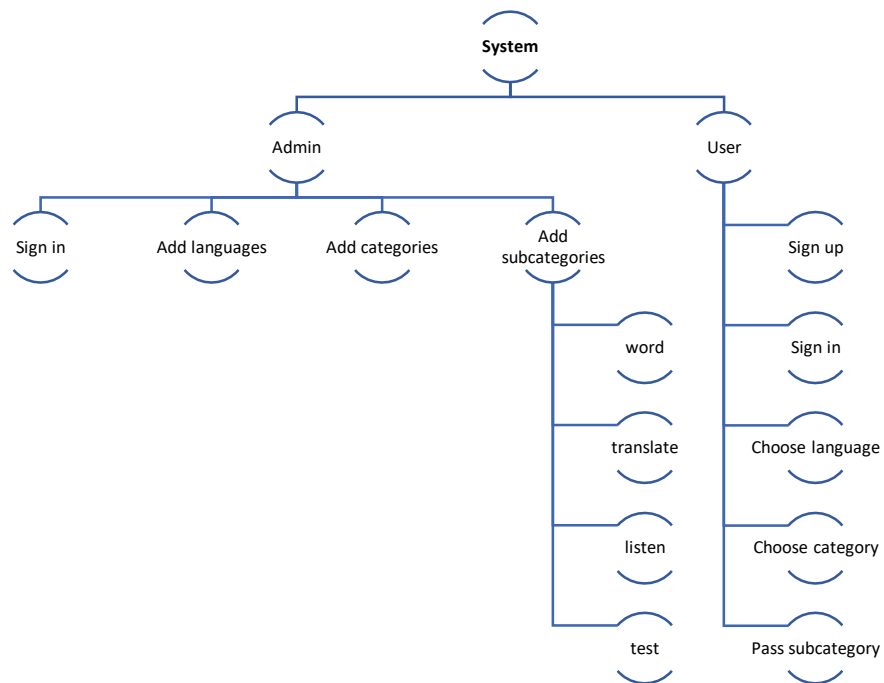 System
Admin
User
Sign in
Add languages
Add categories
Add
subcategories
Sign up
word
Sign in
translate
Choose language
listen
Choose category
test
Pass subcategory